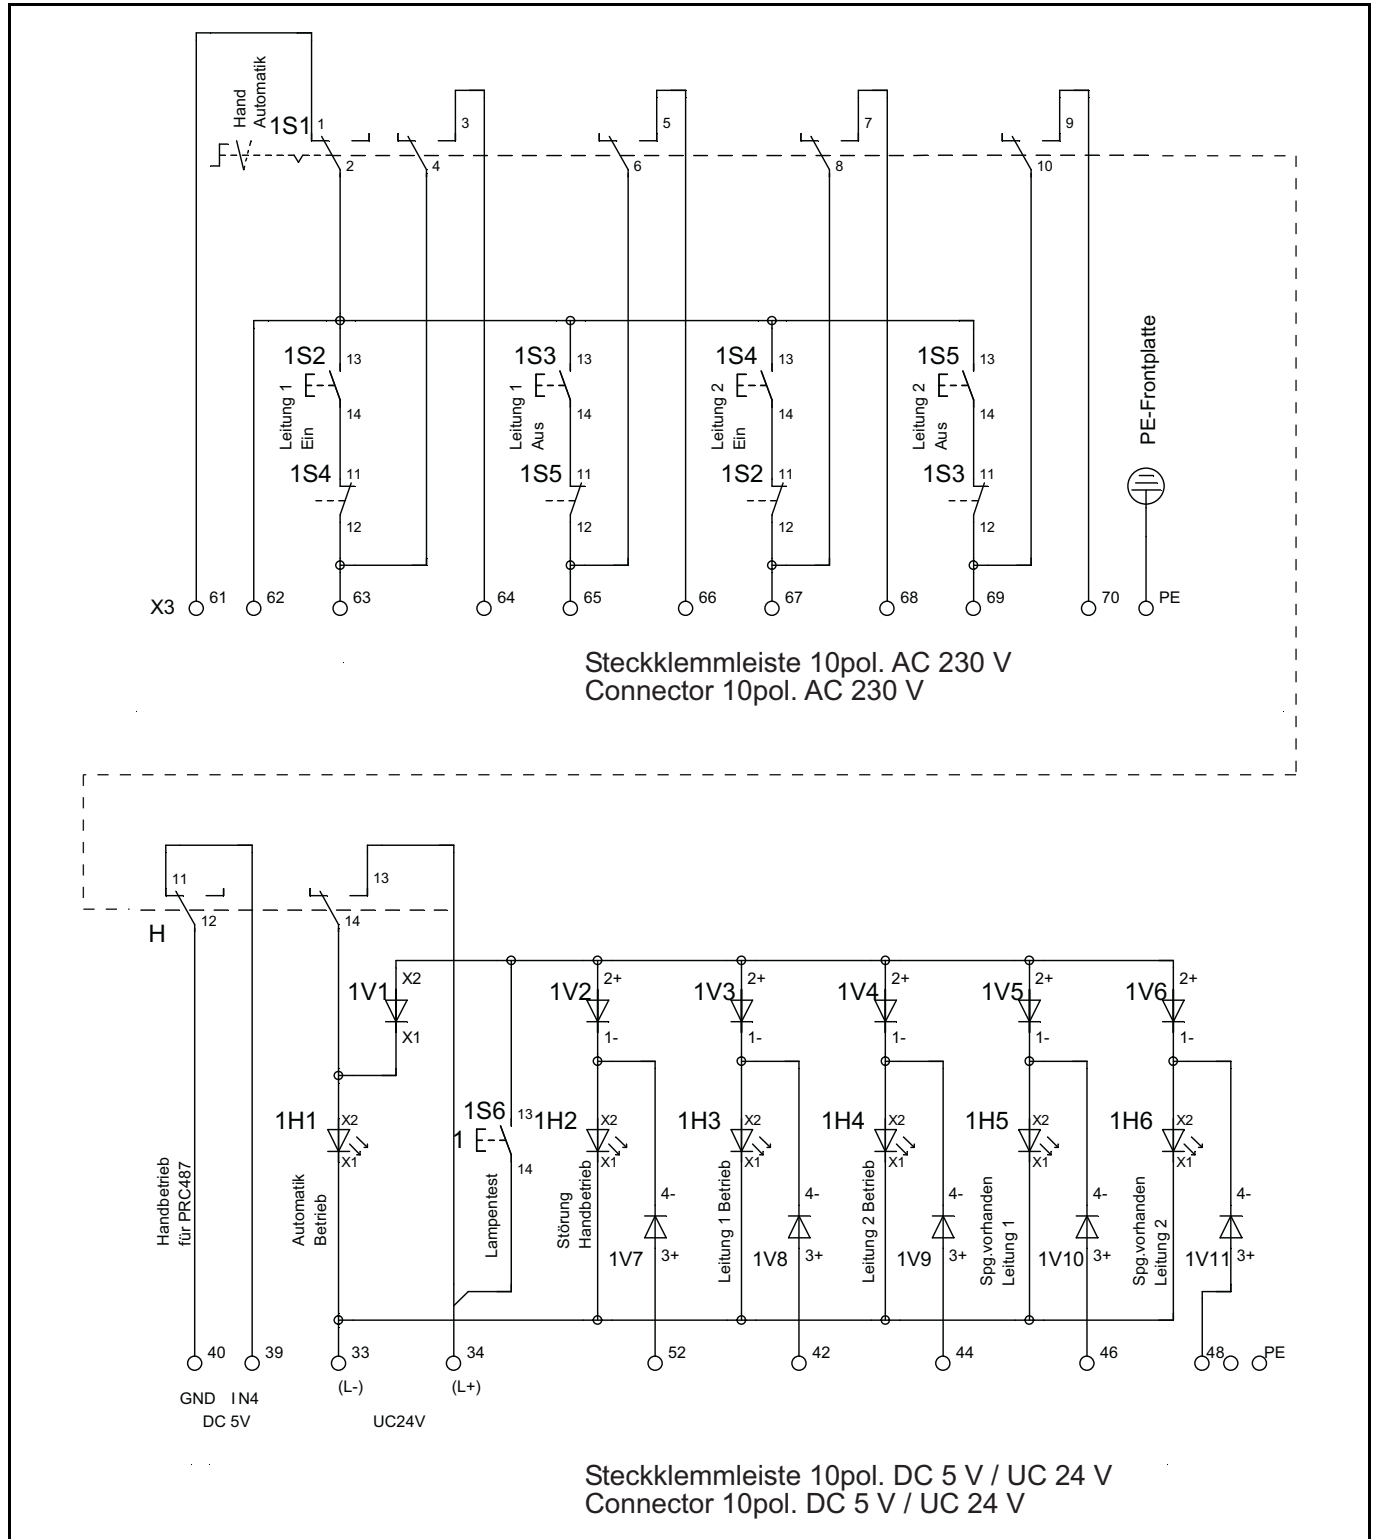 Hand
Automatik
1S1
1
2
3
4
5
6
7
8
9
10
1S2
13
14
Leitung 1
Ein
1S4
11
12
1S3
13
14
Leitung 1
Aus
1S5
11
12
1S4
13
14
Leitung 2
Ein
1S2
11
12
1S5
13
14
Leitung 2
Aus
1S3
11
12
PE-Frontplatte
X3
61
62
63
64
65
66
67
68
69
70
PE
Steckklemmleiste 10pol. AC 230 V
Connector 10pol. AC 230 V
11
12
H
13
14
1V1
X2
X1
1V2
2+
1-
1V3
2+
1-
1V4
2+
1-
1V5
2+
1-
1V6
2+
1-
1H1
X2
X1
1S6
13
1
14
1H2
X2
X1
1H3
X2
X1
1H4
X2
X1
1H5
X2
X1
1H6
X2
X1
Handbetrieb
für PRC487
Automatik
Betrieb
Lampentest
Störung
Handbetrieb
4-
1V7
3+
Leitung 1 Betrieb
4-
1V8
3+
Leitung 2 Betrieb
4-
1V9
3+
Spg.vorhanden
Leitung 1
4-
1V10
3+
Spg.vorhanden
Leitung 2
4-
1V11
3+
40
39
33
34
52
42
44
46
48
PE
GND
IN4
(L-)
(L+)
DC 5V
UC24V
Steckklemmleiste 10pol. DC 5 V / UC 24 V
Connector 10pol. DC 5 V / UC 24 V